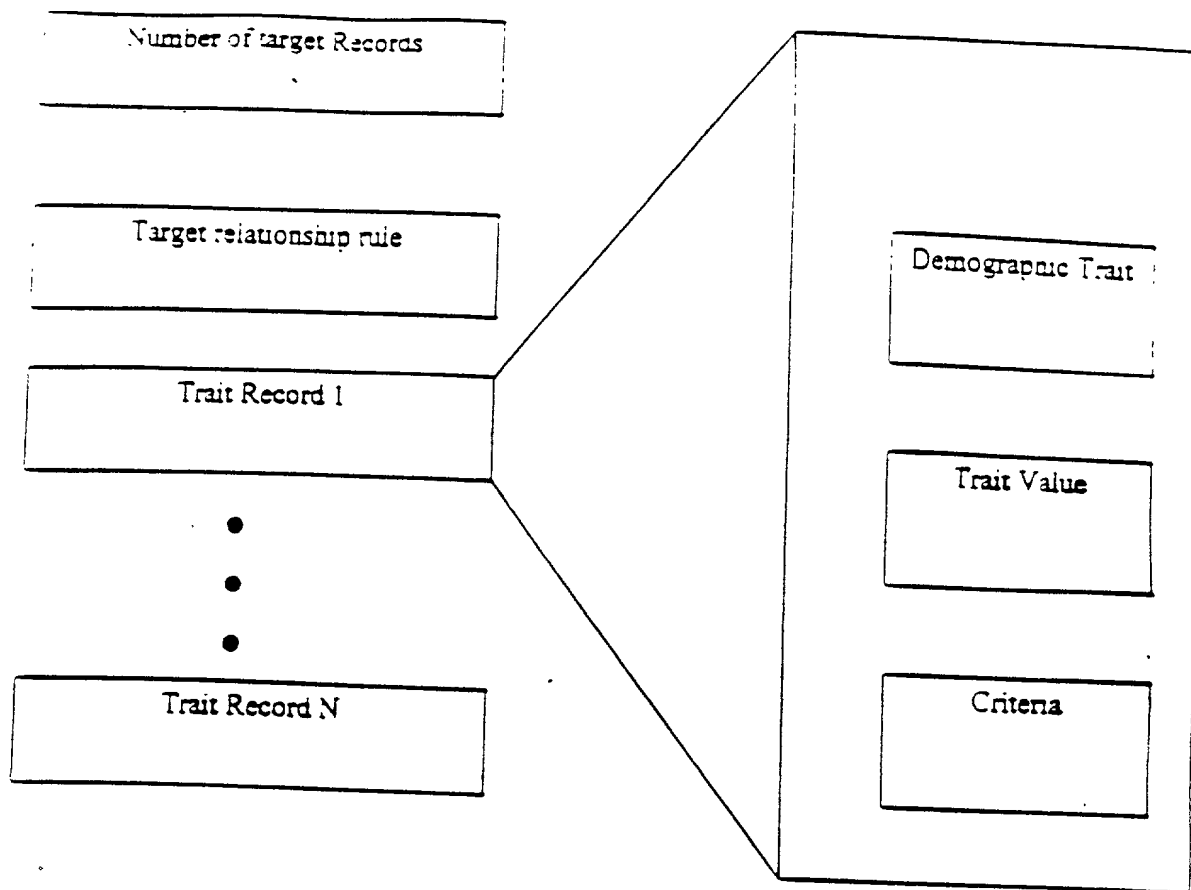 Number of target Records
Target relationship rule
Trait Record 1
Trait Record N
Demographic Trait
Trait Value
Criteria